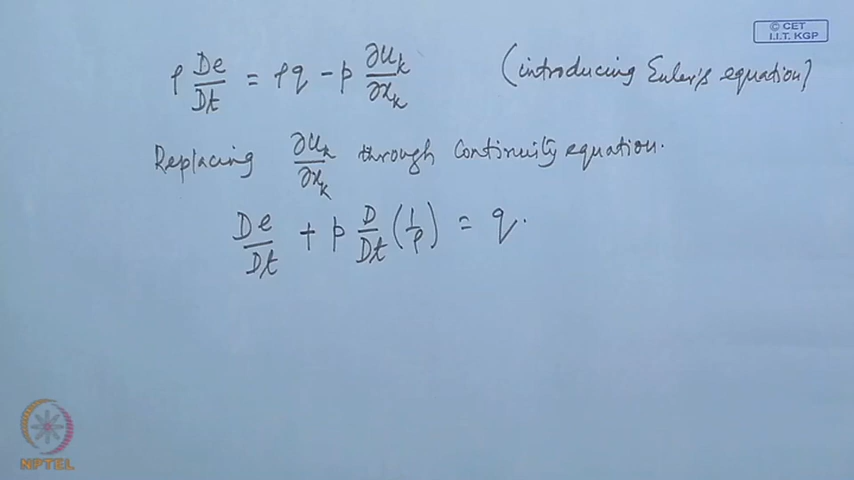 © CET
I.I.T. KGP
ρ De/Dt = ρq - p ∂u_k/∂x_k (introducing Euler's equation)
Replacing ∂u_k/∂x_k through continuity equation.
De/Dt + p D/Dt (1/ρ) = q.
NPTEL